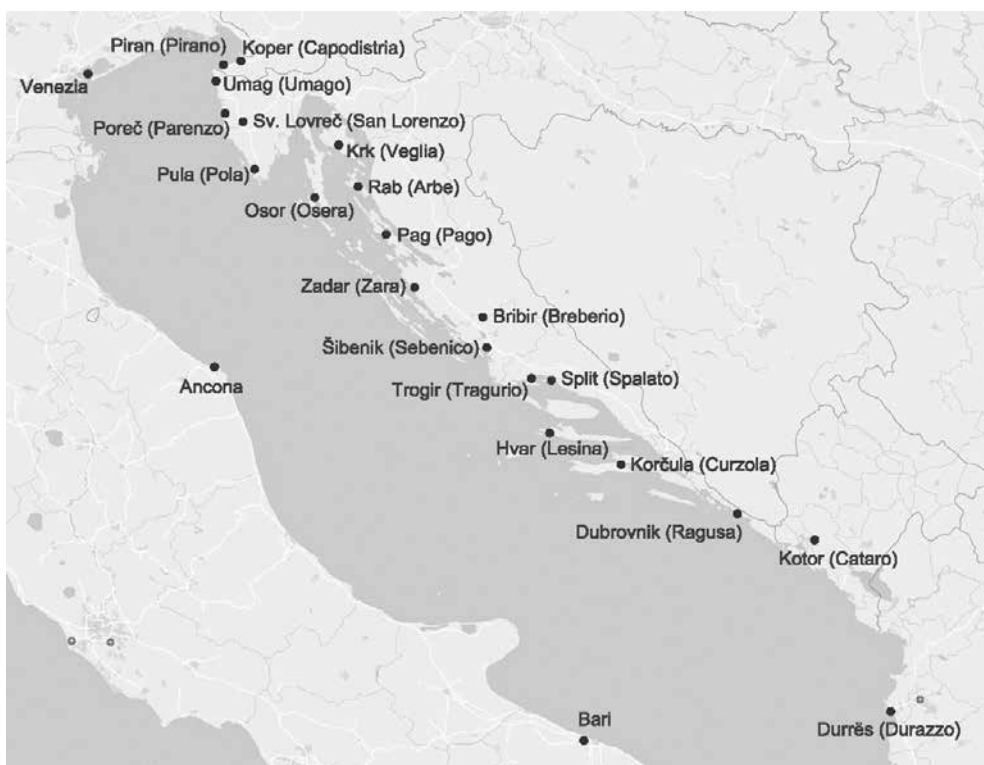 Piran (Pirano)
Koper (Capodistria)
Venezia
Umag (Umago)
Poreč (Parenzo)
Sv. Lovreč (San Lorenzo)
Krk (Veglia)
Pula (Pola)
Rab (Arbe)
Osor (Osera)
Pag (Pago)
Zadar (Zara)
Bribir (Breberio)
Šibenik (Sebenico)
Ancona
Trogir (Tragurio)
Split (Spalato)
Hvar (Lesina)
Korčula (Curzola)
Dubrovnik (Ragusa)
Kotor (Cataro)
Bari
Durrës (Durazzo)